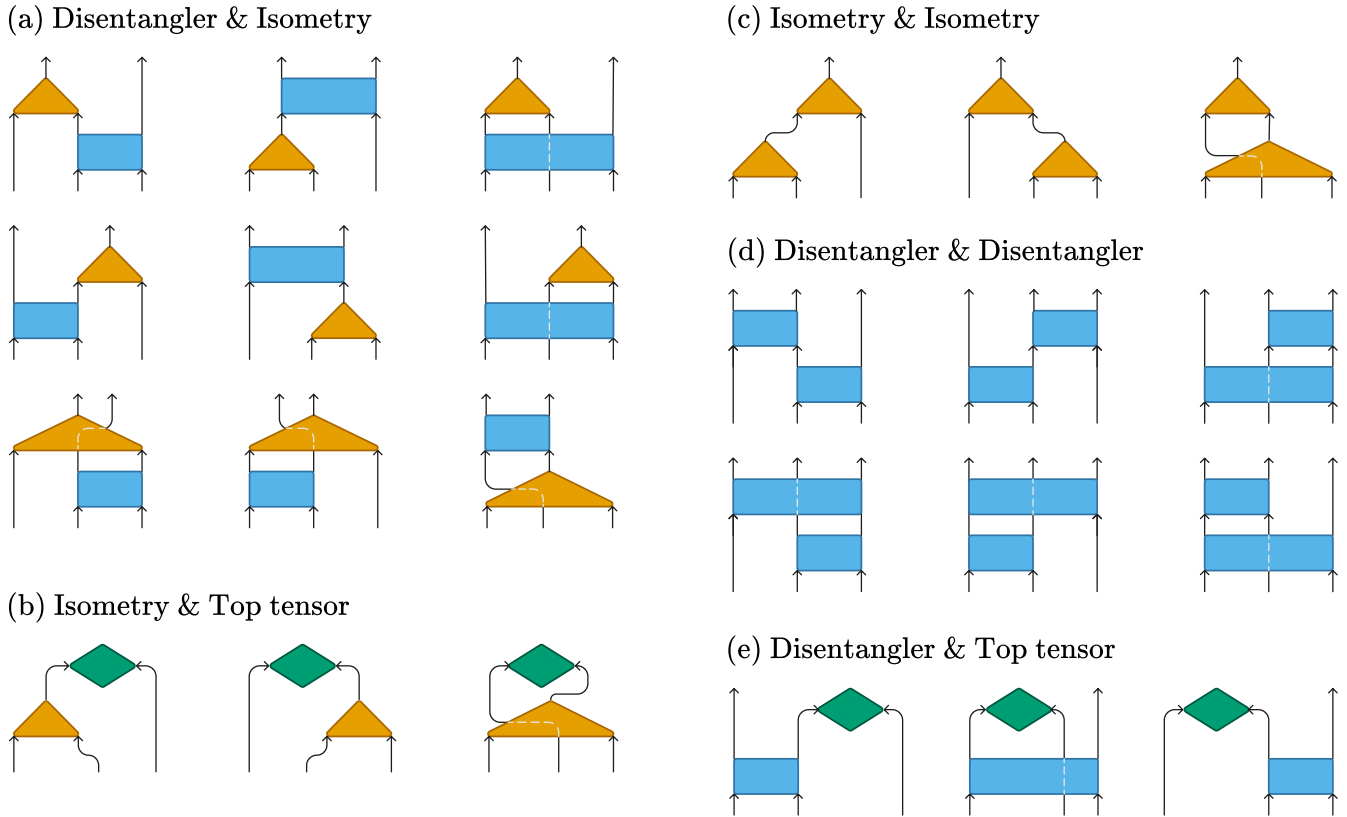 (a) Disentangler & Isometry
(b) Isometry & Top tensor
(c) Isometry & Isometry
(d) Disentangler & Disentangler
(e) Disentangler & Top tensor